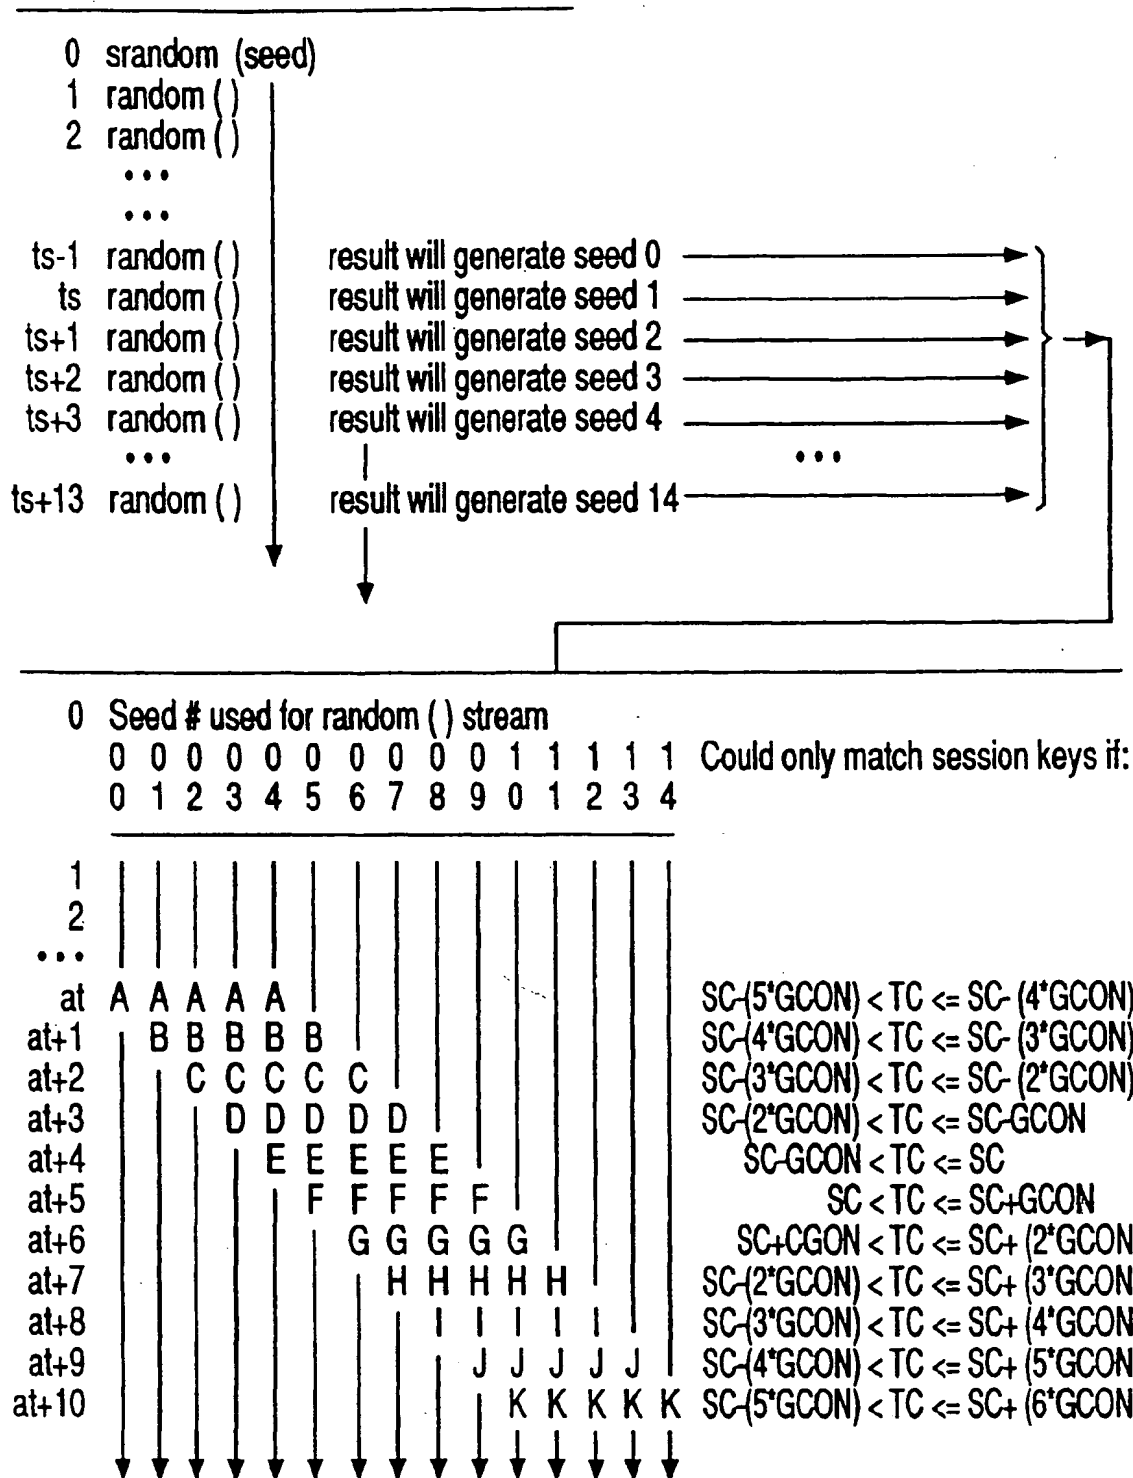 0 srandom (seed)
1 random ( )
2 random ( )
•••
•••
ts-1 random ( ) result will generate seed 0
ts random ( ) result will generate seed 1
ts+1 random ( ) result will generate seed 2
ts+2 random ( ) result will generate seed 3
ts+3 random ( ) result will generate seed 4
••• •••
ts+13 random ( ) result will generate seed 14
0 Seed # used for random ( ) stream
0 0 0 0 0 0 0 0 0 0 1 1 1 1 1 Could only match session keys if:
0 1 2 3 4 5 6 7 8 9 0 1 2 3 4
1
2
•••
at A A A A A SC-(5*GCON) < TC <= SC- (4*GCON)
at+1 B B B B B SC-(4*GCON) < TC <= SC- (3*GCON)
at+2 C C C C C SC-(3*GCON) < TC <= SC- (2*GCON)
at+3 D D D D D SC-(2*GCON) < TC <= SC-GCON
at+4 E E E E E SC-GCON < TC <= SC
at+5 F F F F F SC < TC <= SC+GCON
at+6 G G G G G SC+CGON < TC <= SC+ (2*GCON
at+7 H H H H H SC-(2*GCON) < TC <= SC+ (3*GCON
at+8 I I I I I SC-(3*GCON) < TC <= SC+ (4*GCON
at+9 J J J J J SC-(4*GCON) < TC <= SC+ (5*GCON
at+10 K K K K K SC-(5*GCON) < TC <= SC+ (6*GCON